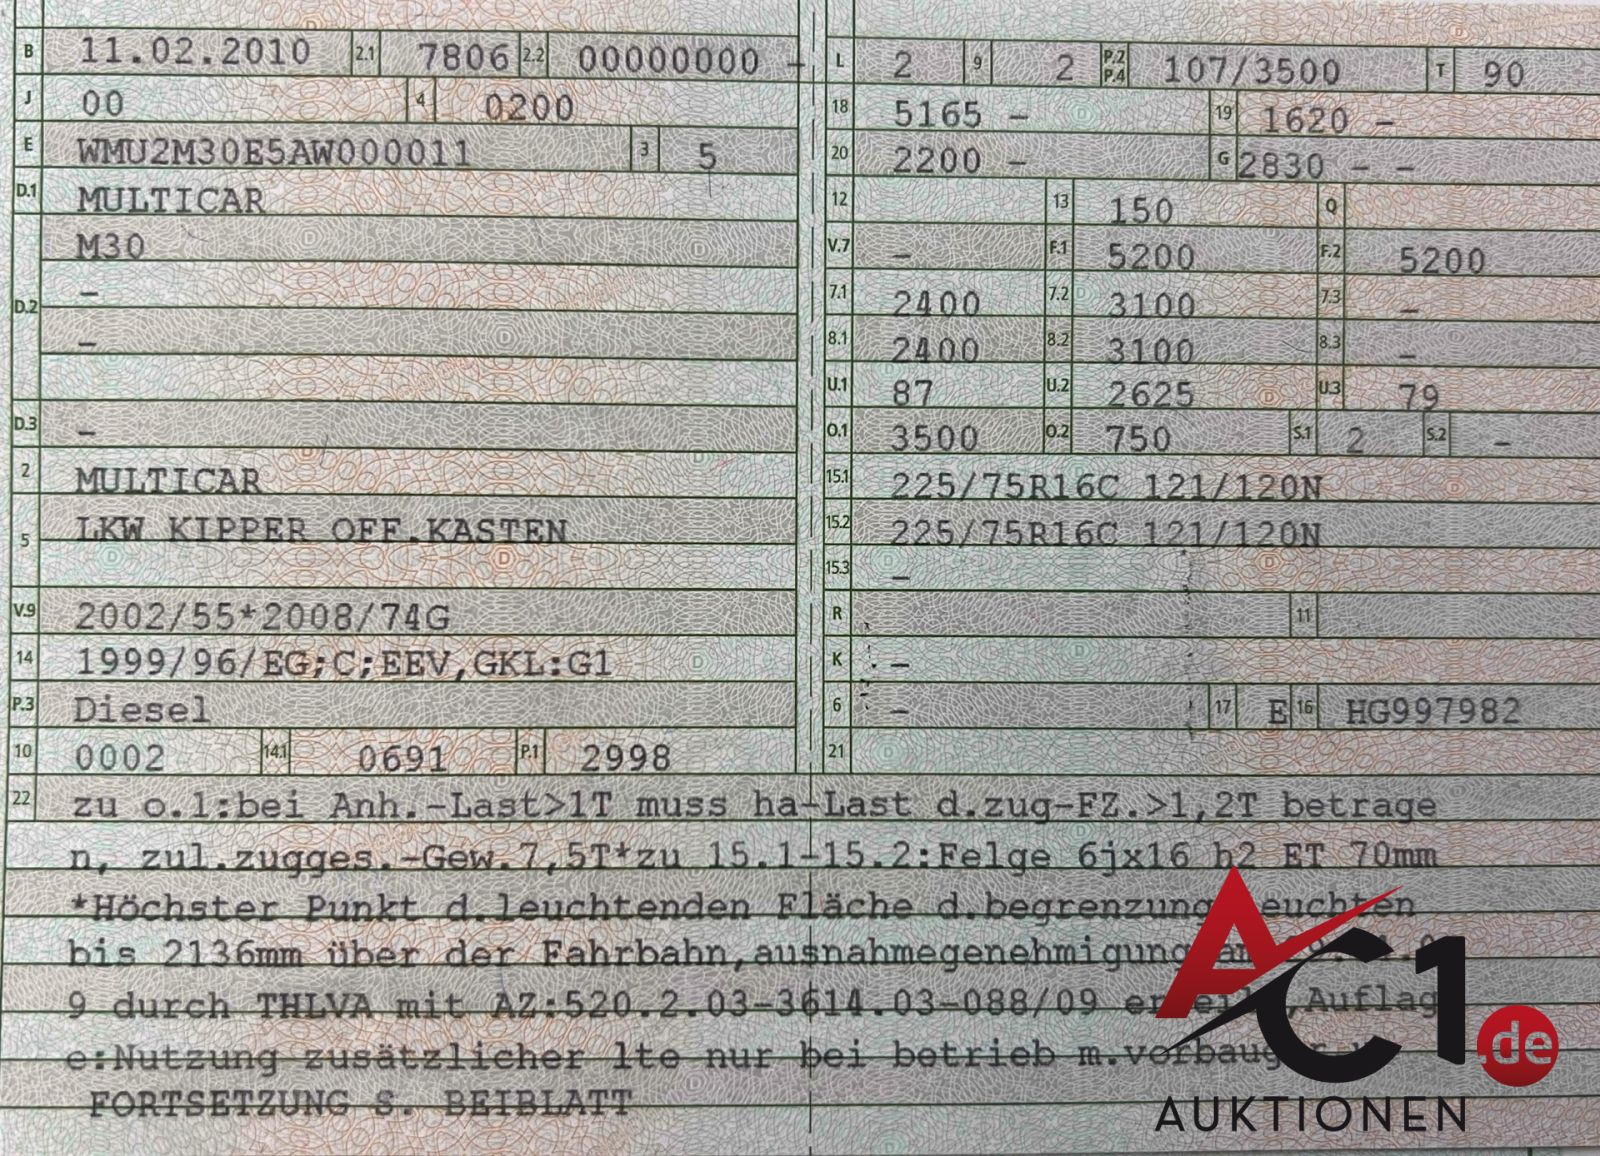 B 11.02.2010 2.1 7806 2.2 00000000 -
J 00 4 0200
E WMU2M30E5AW000011 3 5
D.1 MULTICAR
M30
-
D.2
-
D.3 -
2 MULTICAR
5 LKW KIPPER OFF.KASTEN
V.9 2002/55*2008/74G
14 1999/96/EG;C;EEV,GKL:G1
P.3 Diesel
10 0002 14.1 0691 P.1 2998
L 2 9 2 P.2 P.4 107/3500 T 90
18 5165 - 19 1620 -
20 2200 - G 2830 - -
12 13 150 Q
V.7 - F.1 5200 F.2 5200
7.1 2400 7.2 3100 7.3 -
8.1 2400 8.2 3100 8.3 -
U.1 87 U.2 2625 U.3 79
O.1 3500 O.2 750 S.1 2 S.2 -
15.1 225/75R16C 121/120N
15.2 225/75R16C 121/120N
15.3 -
R 11
K -
6 - 17 E 16 HG997982
21
22 zu o.1:bei Anh.-Last>1T muss ha-Last d.zug-FZ.>1,2T betrage
n, zul.zugges.-Gew.7,5T*zu 15.1-15.2:Felge 6jx16 h2 ET 70mm
*Höchster Punkt d.leuchtenden Fläche d.begrenzung
bis 2136mm über der Fahrbahn,ausnahmegenehmigung
9 durch THLVA mit AZ:520.2.03-3614.03-088/09 ,Auflag
e:Nutzung zusätzlicher lte nur bei betrieb
FORTSETZUNG S. BEIBLATT
AC1.de
AUKTIONEN